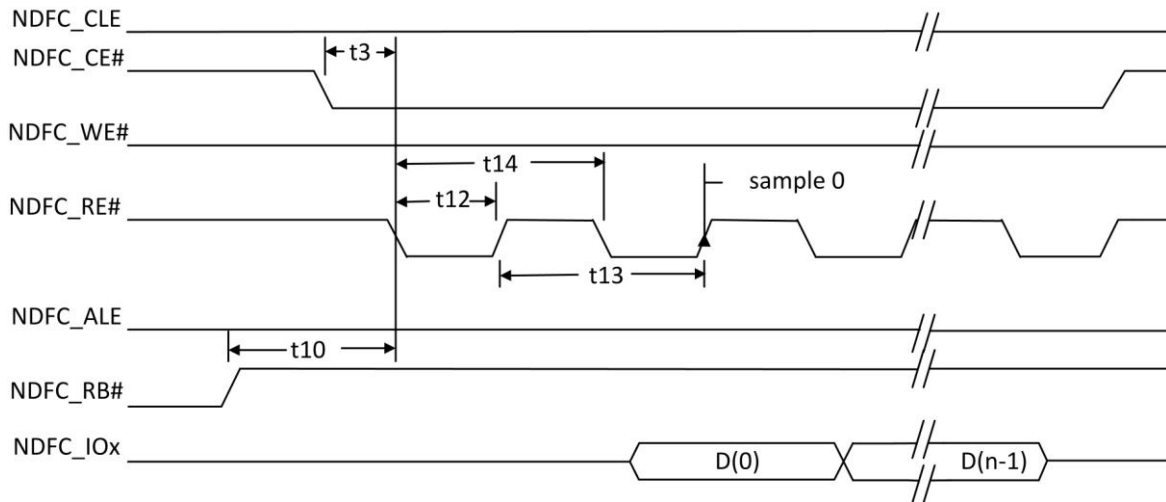 NDFC_CLE
t3
NDFC_CE#
NDFC_WE#
t14
sample 0
t12
NDFC_RE#
t13
NDFC_ALE
t10
NDFC_RB#
NDFC_IOx
D(0)
D(n-1)